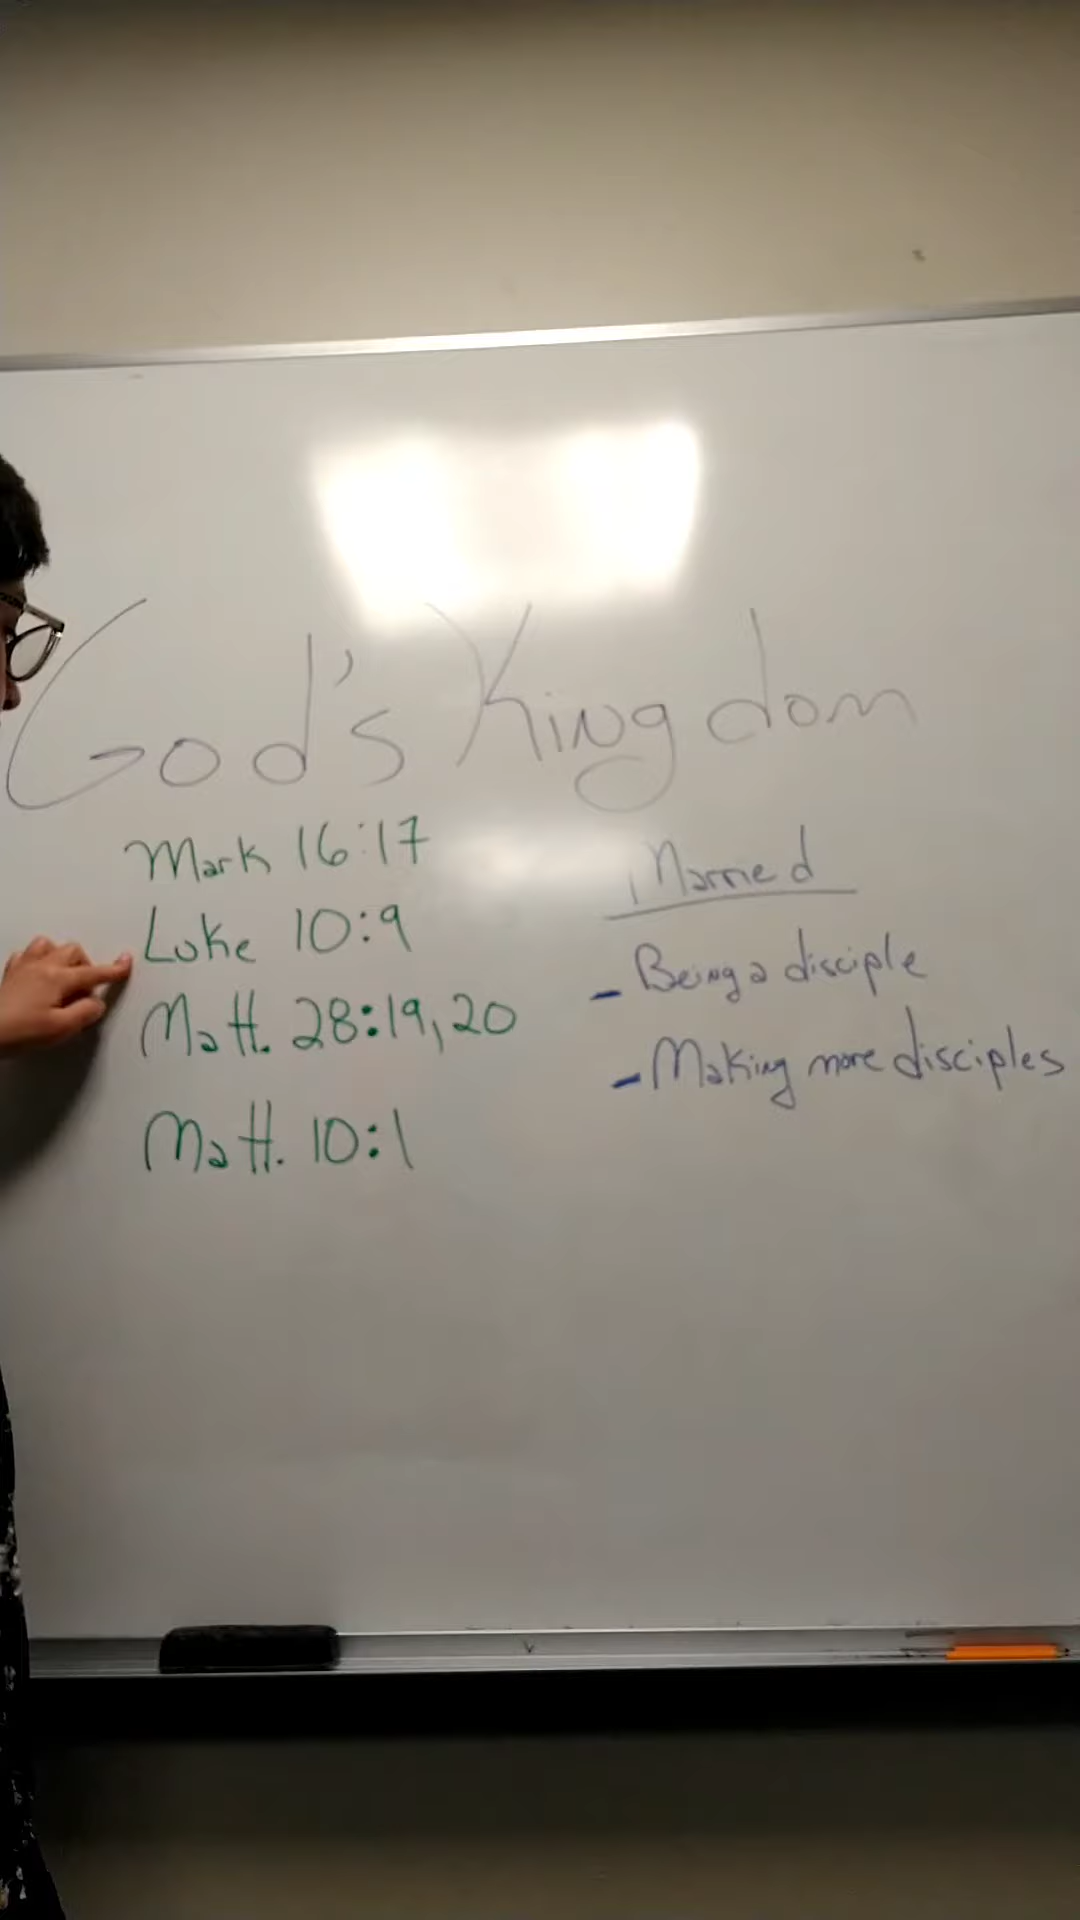 God's Kingdom
Mark 16:17
Luke 10:9
Matt. 28:19,20
Matt. 10:1
Married
- Being a disciple
- Making more disciples